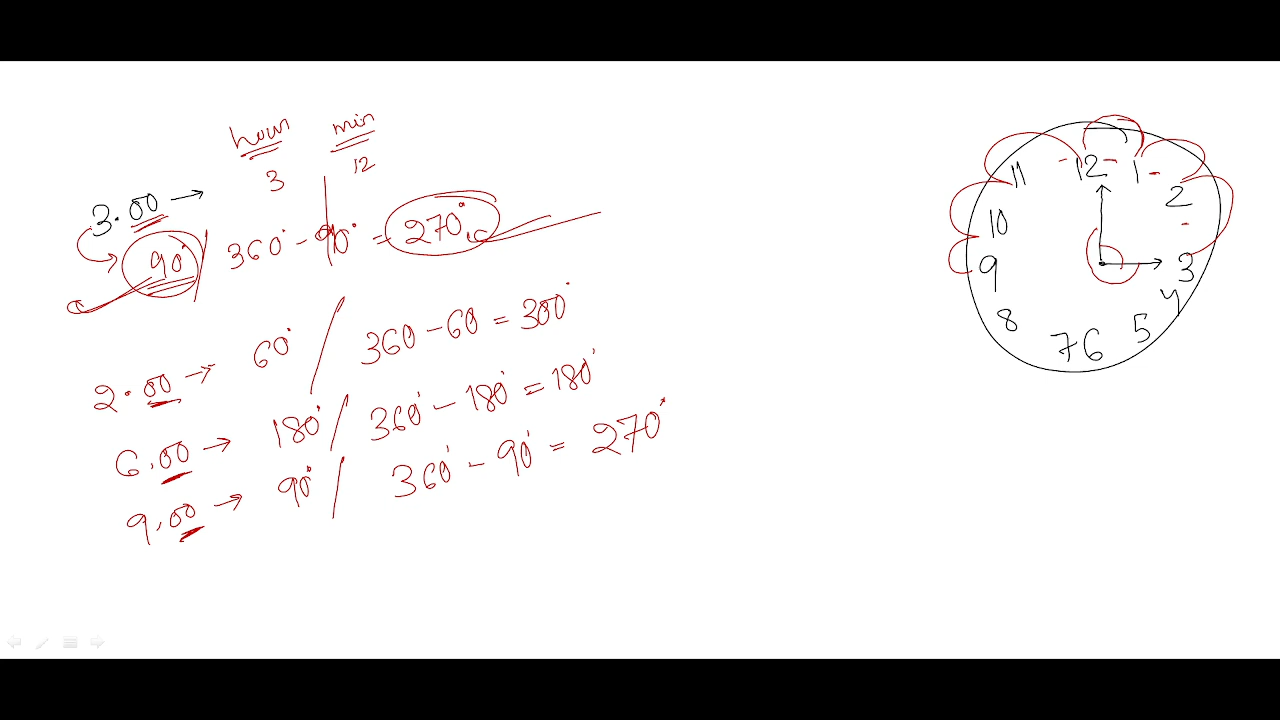 hour min
3 12
3.00 →
90° / 360° - 90° = 270°
2.00 → 60° / 360 - 60 = 300°
6.00 → 180° / 360° - 180° = 180°
9.00 → 90° / 360° - 90° = 270°
12
1
2
3
4
5
6
7
8
9
10
11